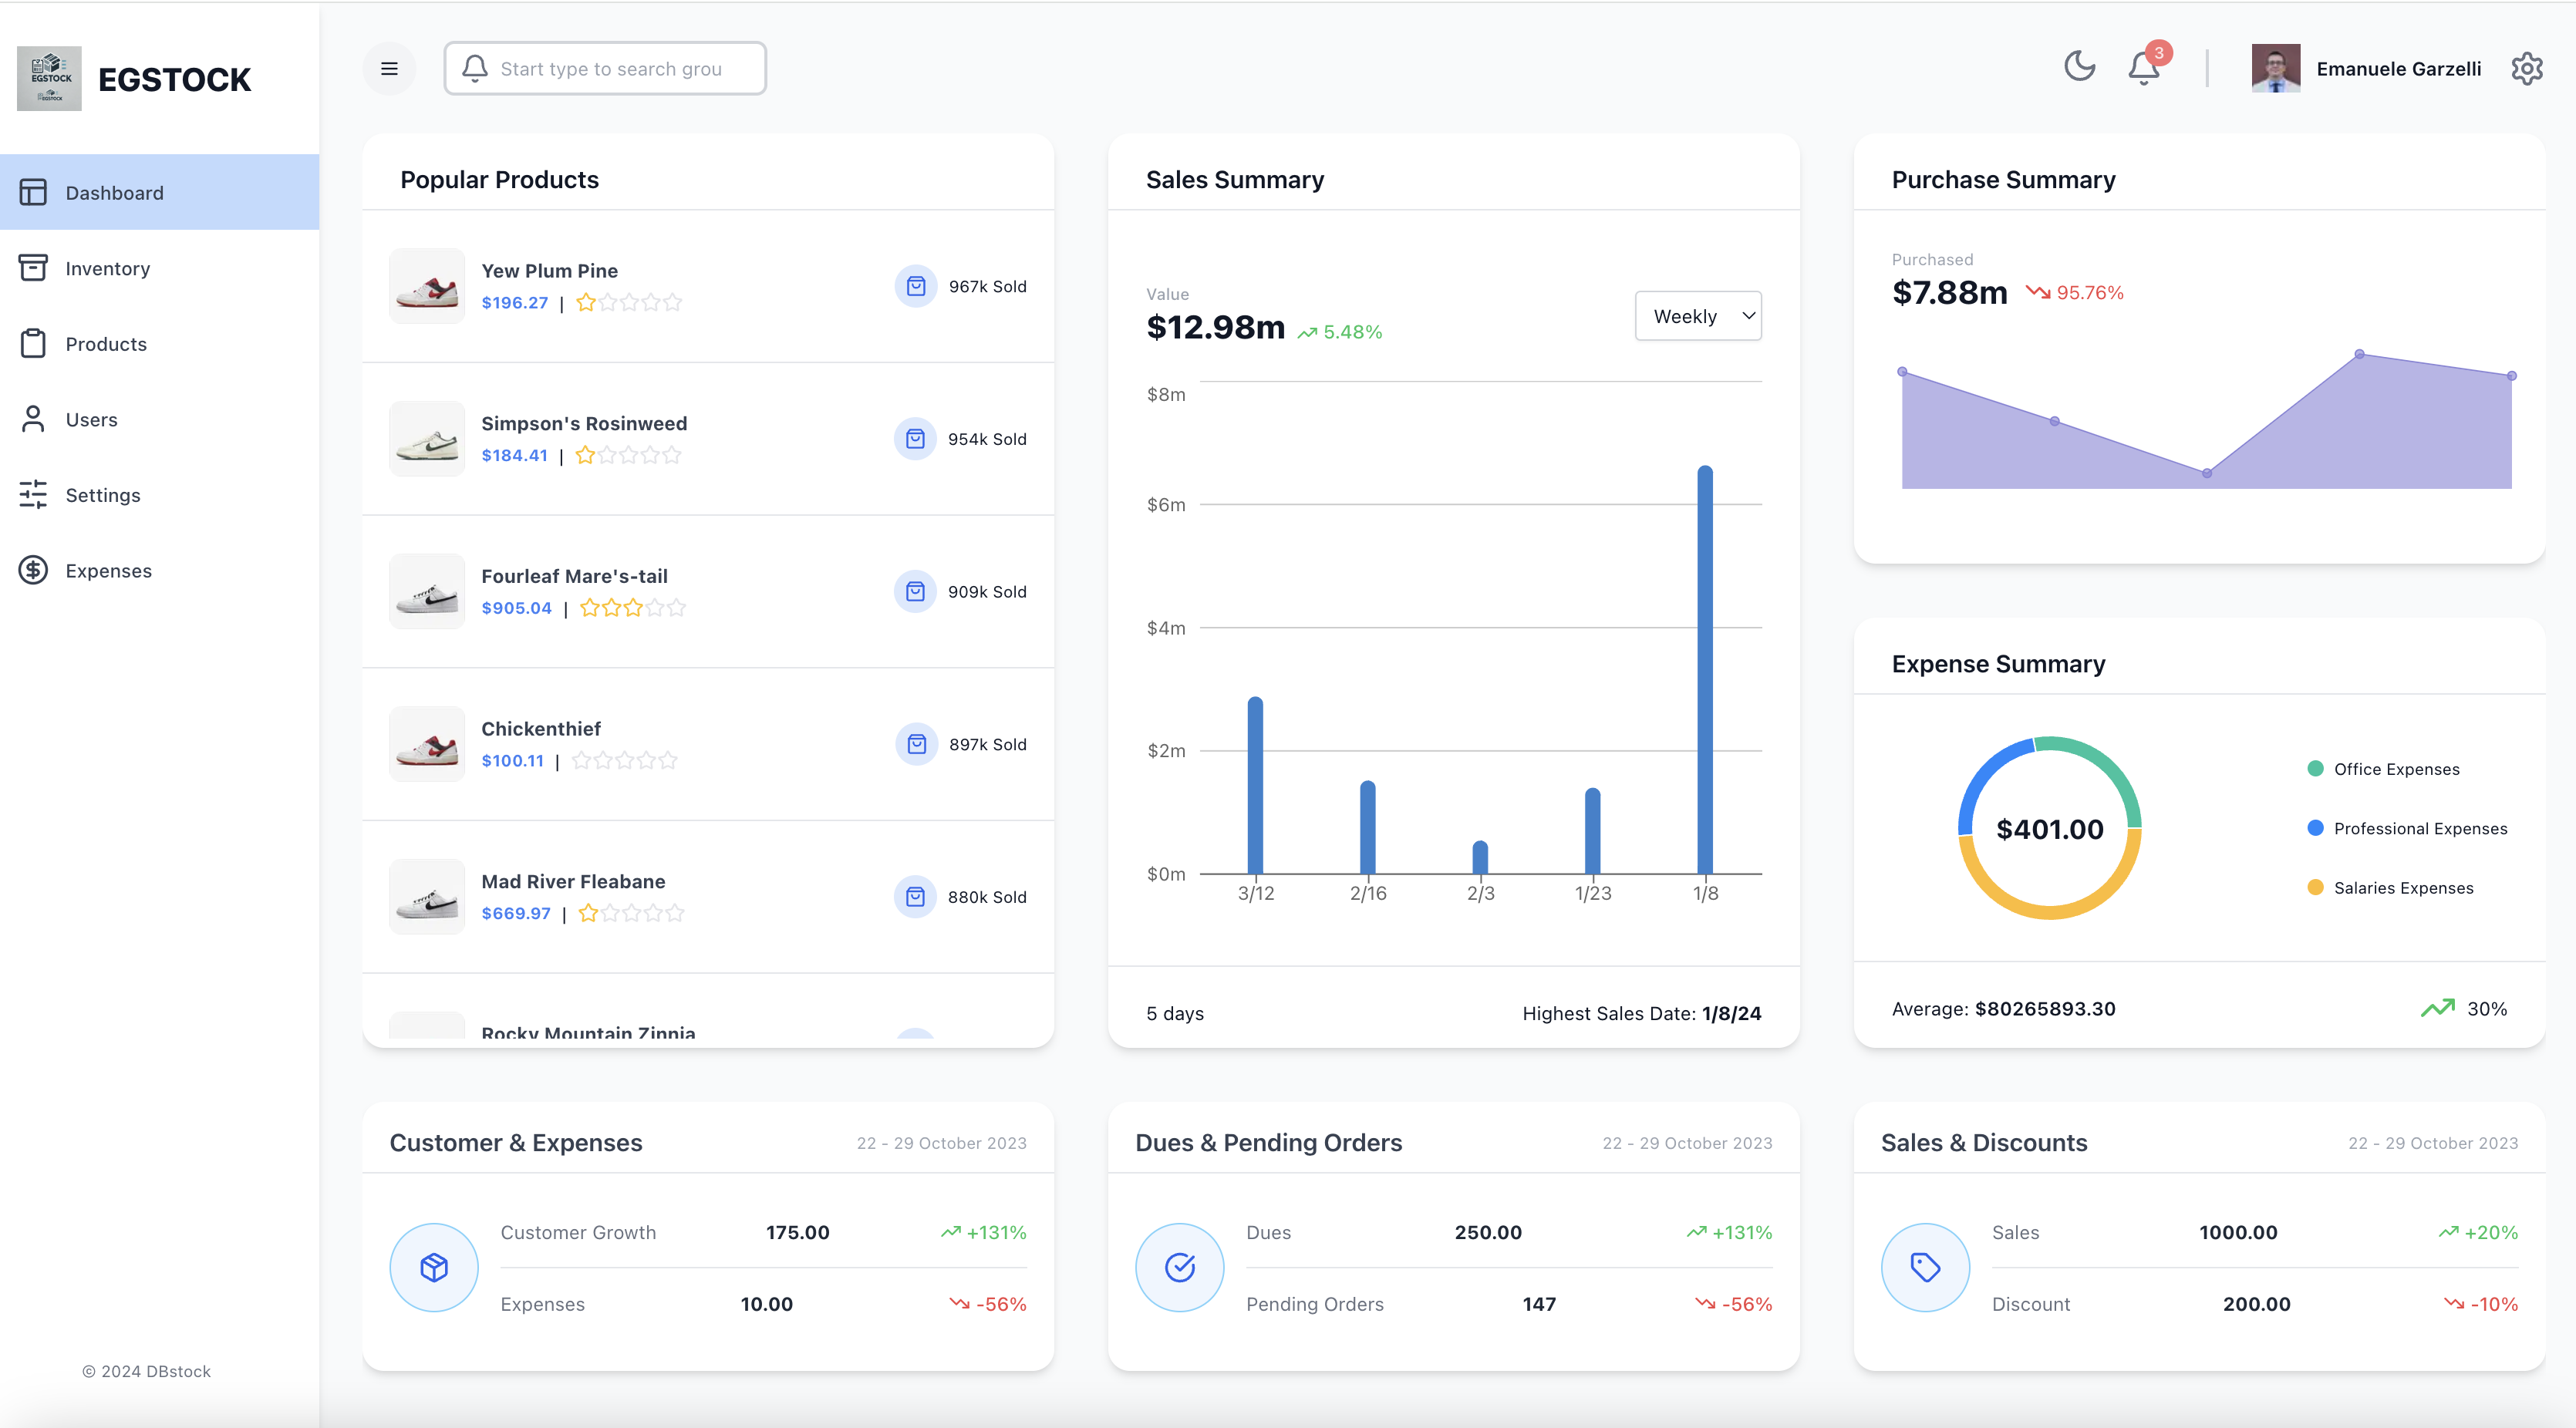 EGSTOCK
EGSTOCK
EGSTOCK
Dashboard
Inventory
Products
Users
Settings
Expenses
© 2024 DBstock
Start type to search grou
3
Emanuele Garzelli
Popular Products
Yew Plum Pine
$196.27 |
967k Sold
Simpson's Rosinweed
$184.41 |
954k Sold
Fourleaf Mare's-tail
$905.04 |
909k Sold
Chickenthief
$100.11 |
897k Sold
Mad River Fleabane
$669.97 |
880k Sold
Rocky Mountain Zinnia
Sales Summary
Value
$12.98m 5.48%
Weekly
$8m
$6m
$4m
$2m
$0m
3/12 2/16 2/3 1/23 1/8
5 days
Highest Sales Date: 1/8/24
Purchase Summary
Purchased
$7.88m 95.76%
Expense Summary
$401.00
Office Expenses
Professional Expenses
Salaries Expenses
Average: $80265893.30
30%
Customer & Expenses
22 - 29 October 2023
Customer Growth 175.00 +131%
Expenses 10.00 -56%
Dues & Pending Orders
22 - 29 October 2023
Dues 250.00 +131%
Pending Orders 147 -56%
Sales & Discounts
22 - 29 October 2023
Sales 1000.00 +20%
Discount 200.00 -10%